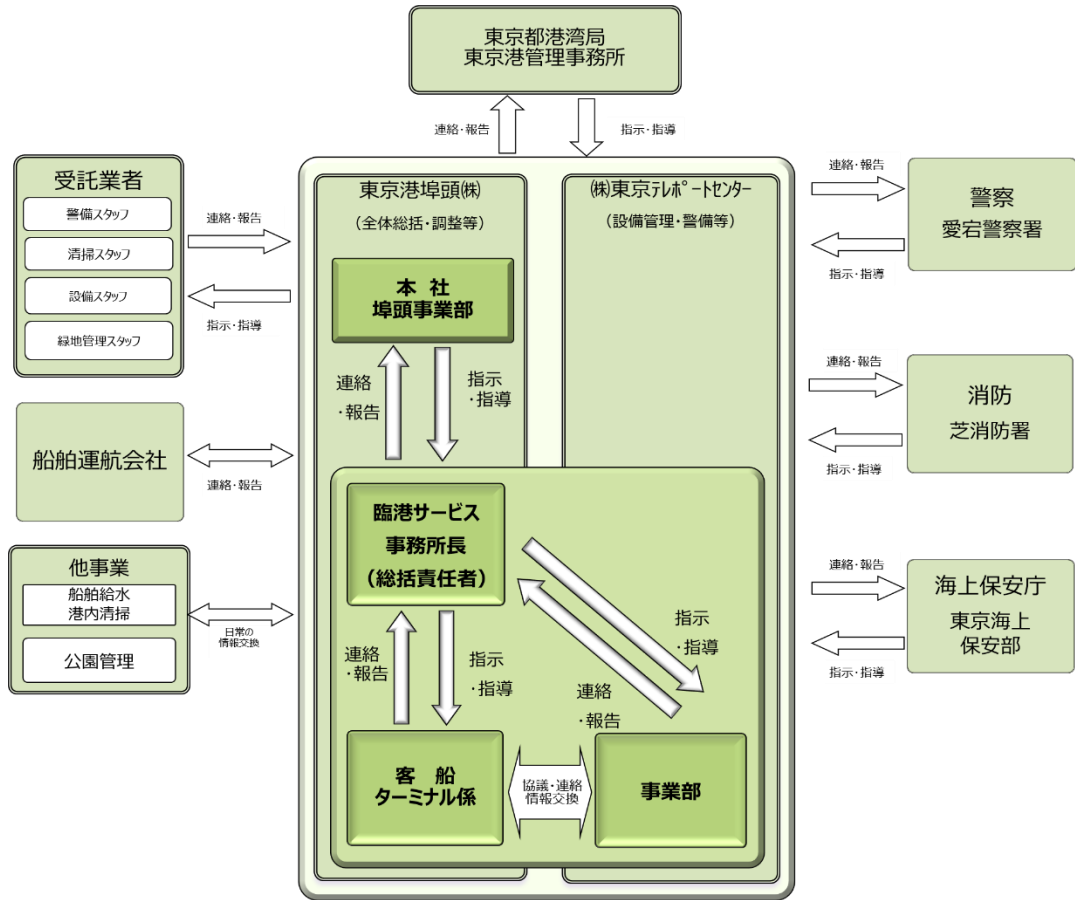 東京都港湾局
東京港管理事務所
連絡・報告
指示・指導
受託業者
警備スタッフ
清掃スタッフ
設備スタッフ
緑地管理スタッフ
連絡・報告
指示・指導
船舶運航会社
連絡・報告
他事業
船舶給水
港内清掃
公園管理
日常の
情報交換
東京港埠頭㈱
(全体総括・調整等)
㈱東京テレポートセンター
(設備管理・警備等)
本 社
埠頭事業部
連絡
・報告
指示
・指導
臨港サービス
事務所長
(総括責任者)
連絡
・報告
指示
・指導
指示
・指導
連絡
・報告
客 船
ターミナル係
協議・連絡
情報交換
事業部
連絡・報告
警察
愛宕警察署
指示・指導
連絡・報告
消防
芝消防署
指示・指導
連絡・報告
海上保安庁
東京海上
保安部
指示・指導